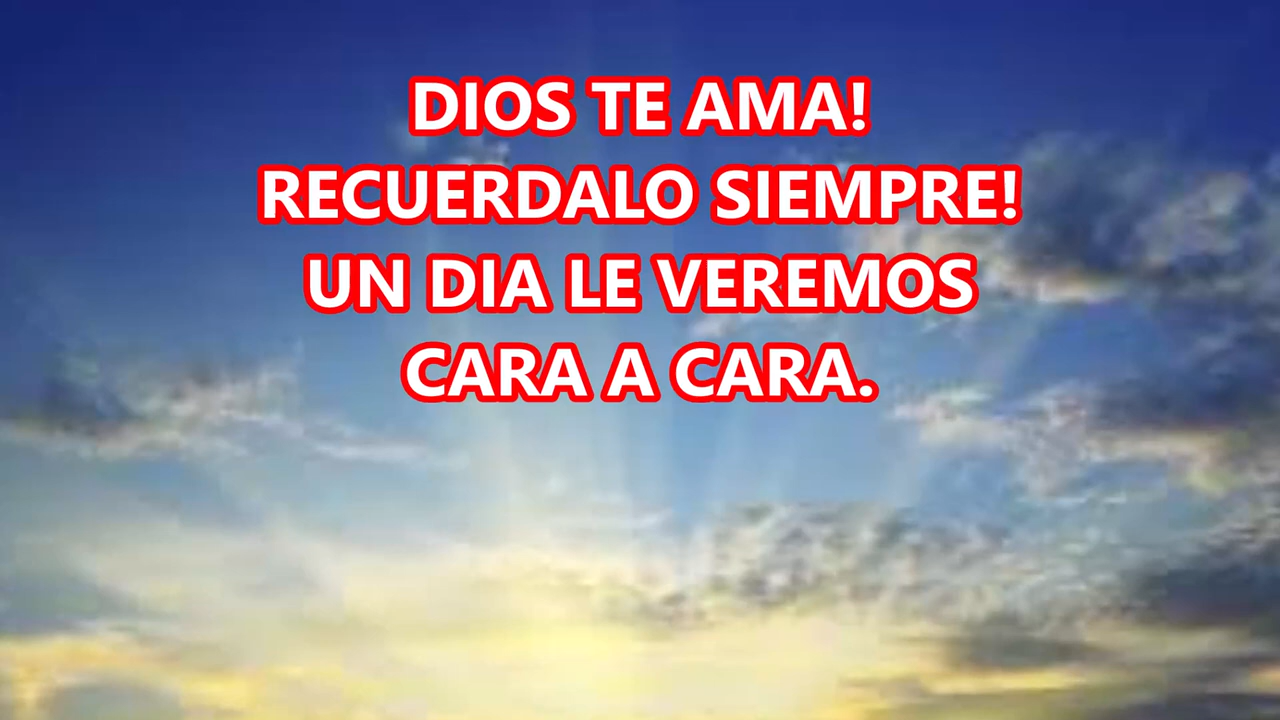 DIOS TE AMA!
RECUERDALO SIEMPRE!
UN DIA LE VEREMOS
CARA A CARA.